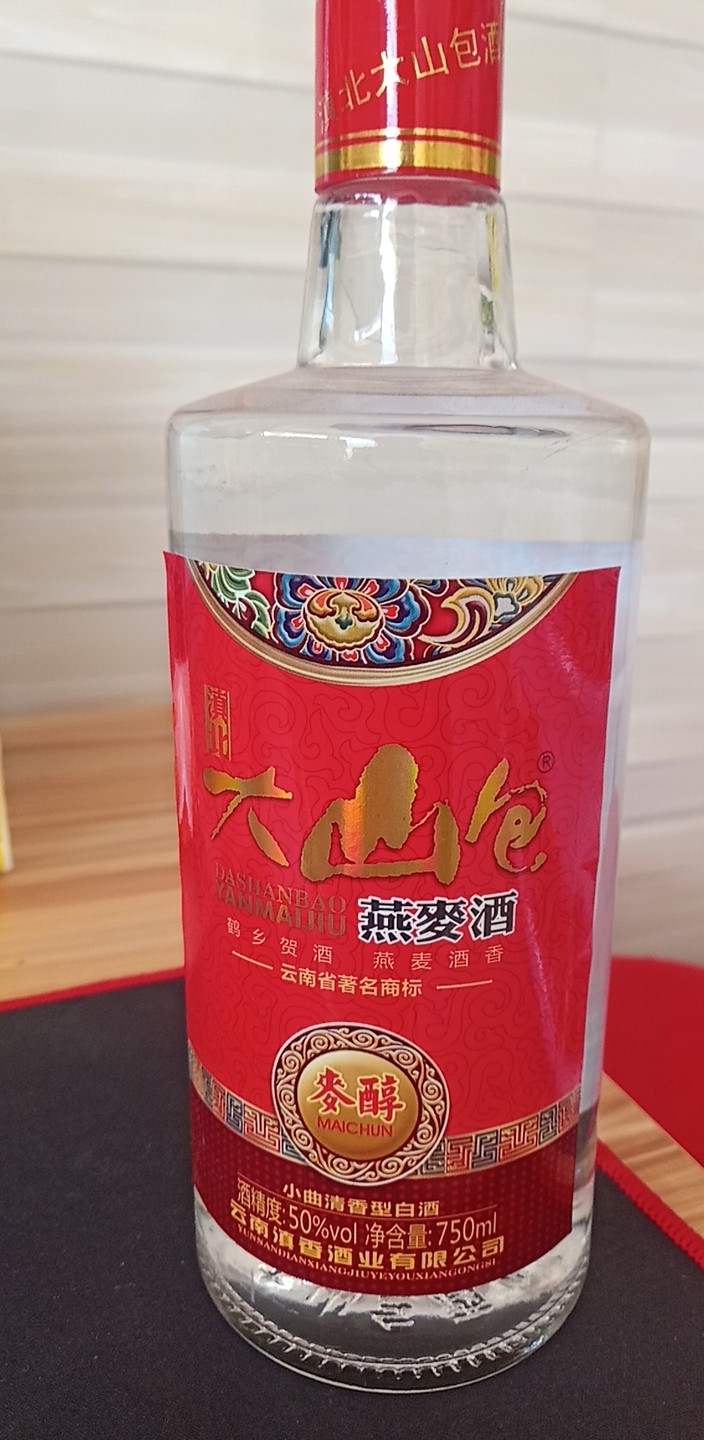 滇北大山包酒
滇北
大山包®
DASHANBAO
YANMAIJIU
燕麥酒
鹤乡贺酒 燕麦酒香
云南省著名商标
麥醇
MAICHUN
小曲清香型白酒
酒精度:50%vol 净含量:750ml
云南滇香酒业有限公司
YUNNANDIANXIANGJIUYEYOUXIANGONGSI